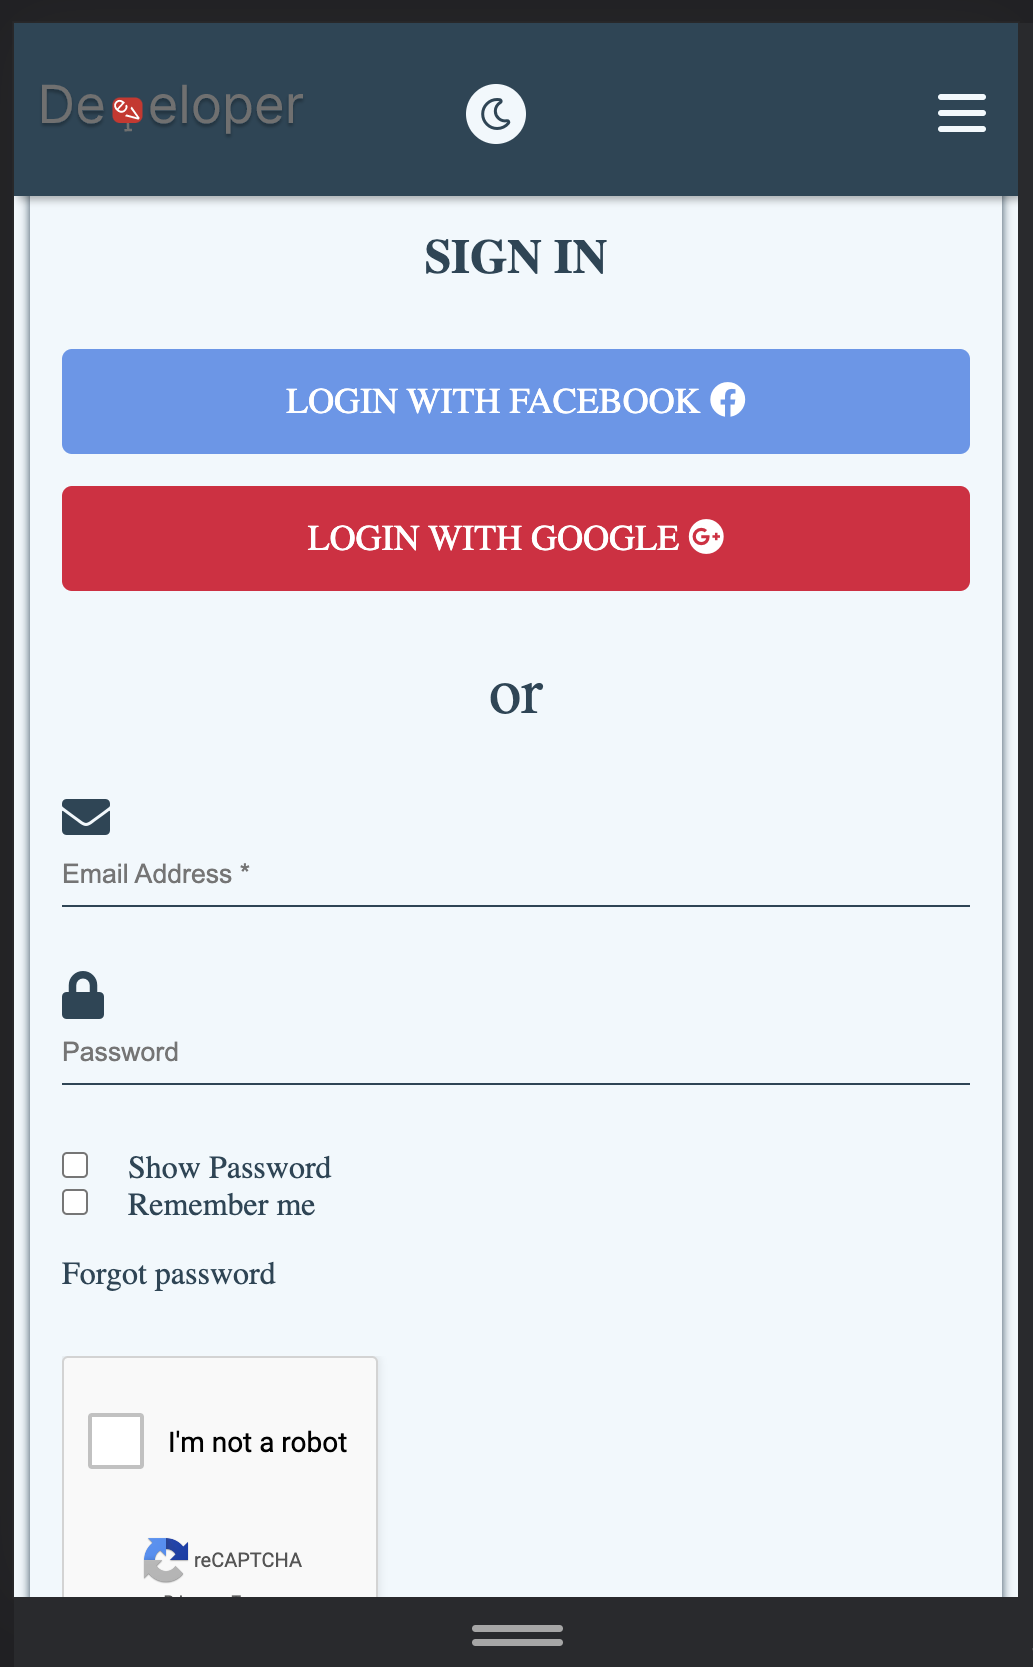 De ev eloper
SIGN IN
LOGIN WITH FACEBOOK
LOGIN WITH GOOGLE G+
or
Email Address *
Password
Show Password
Remember me
Forgot password
I'm not a robot
reCAPTCHA